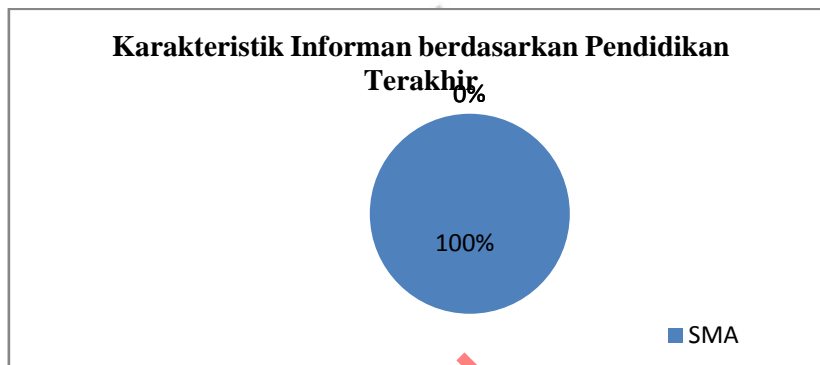 Karakteristik Informan berdasarkan Pendidikan
Terakhir
0%
100%
SMA